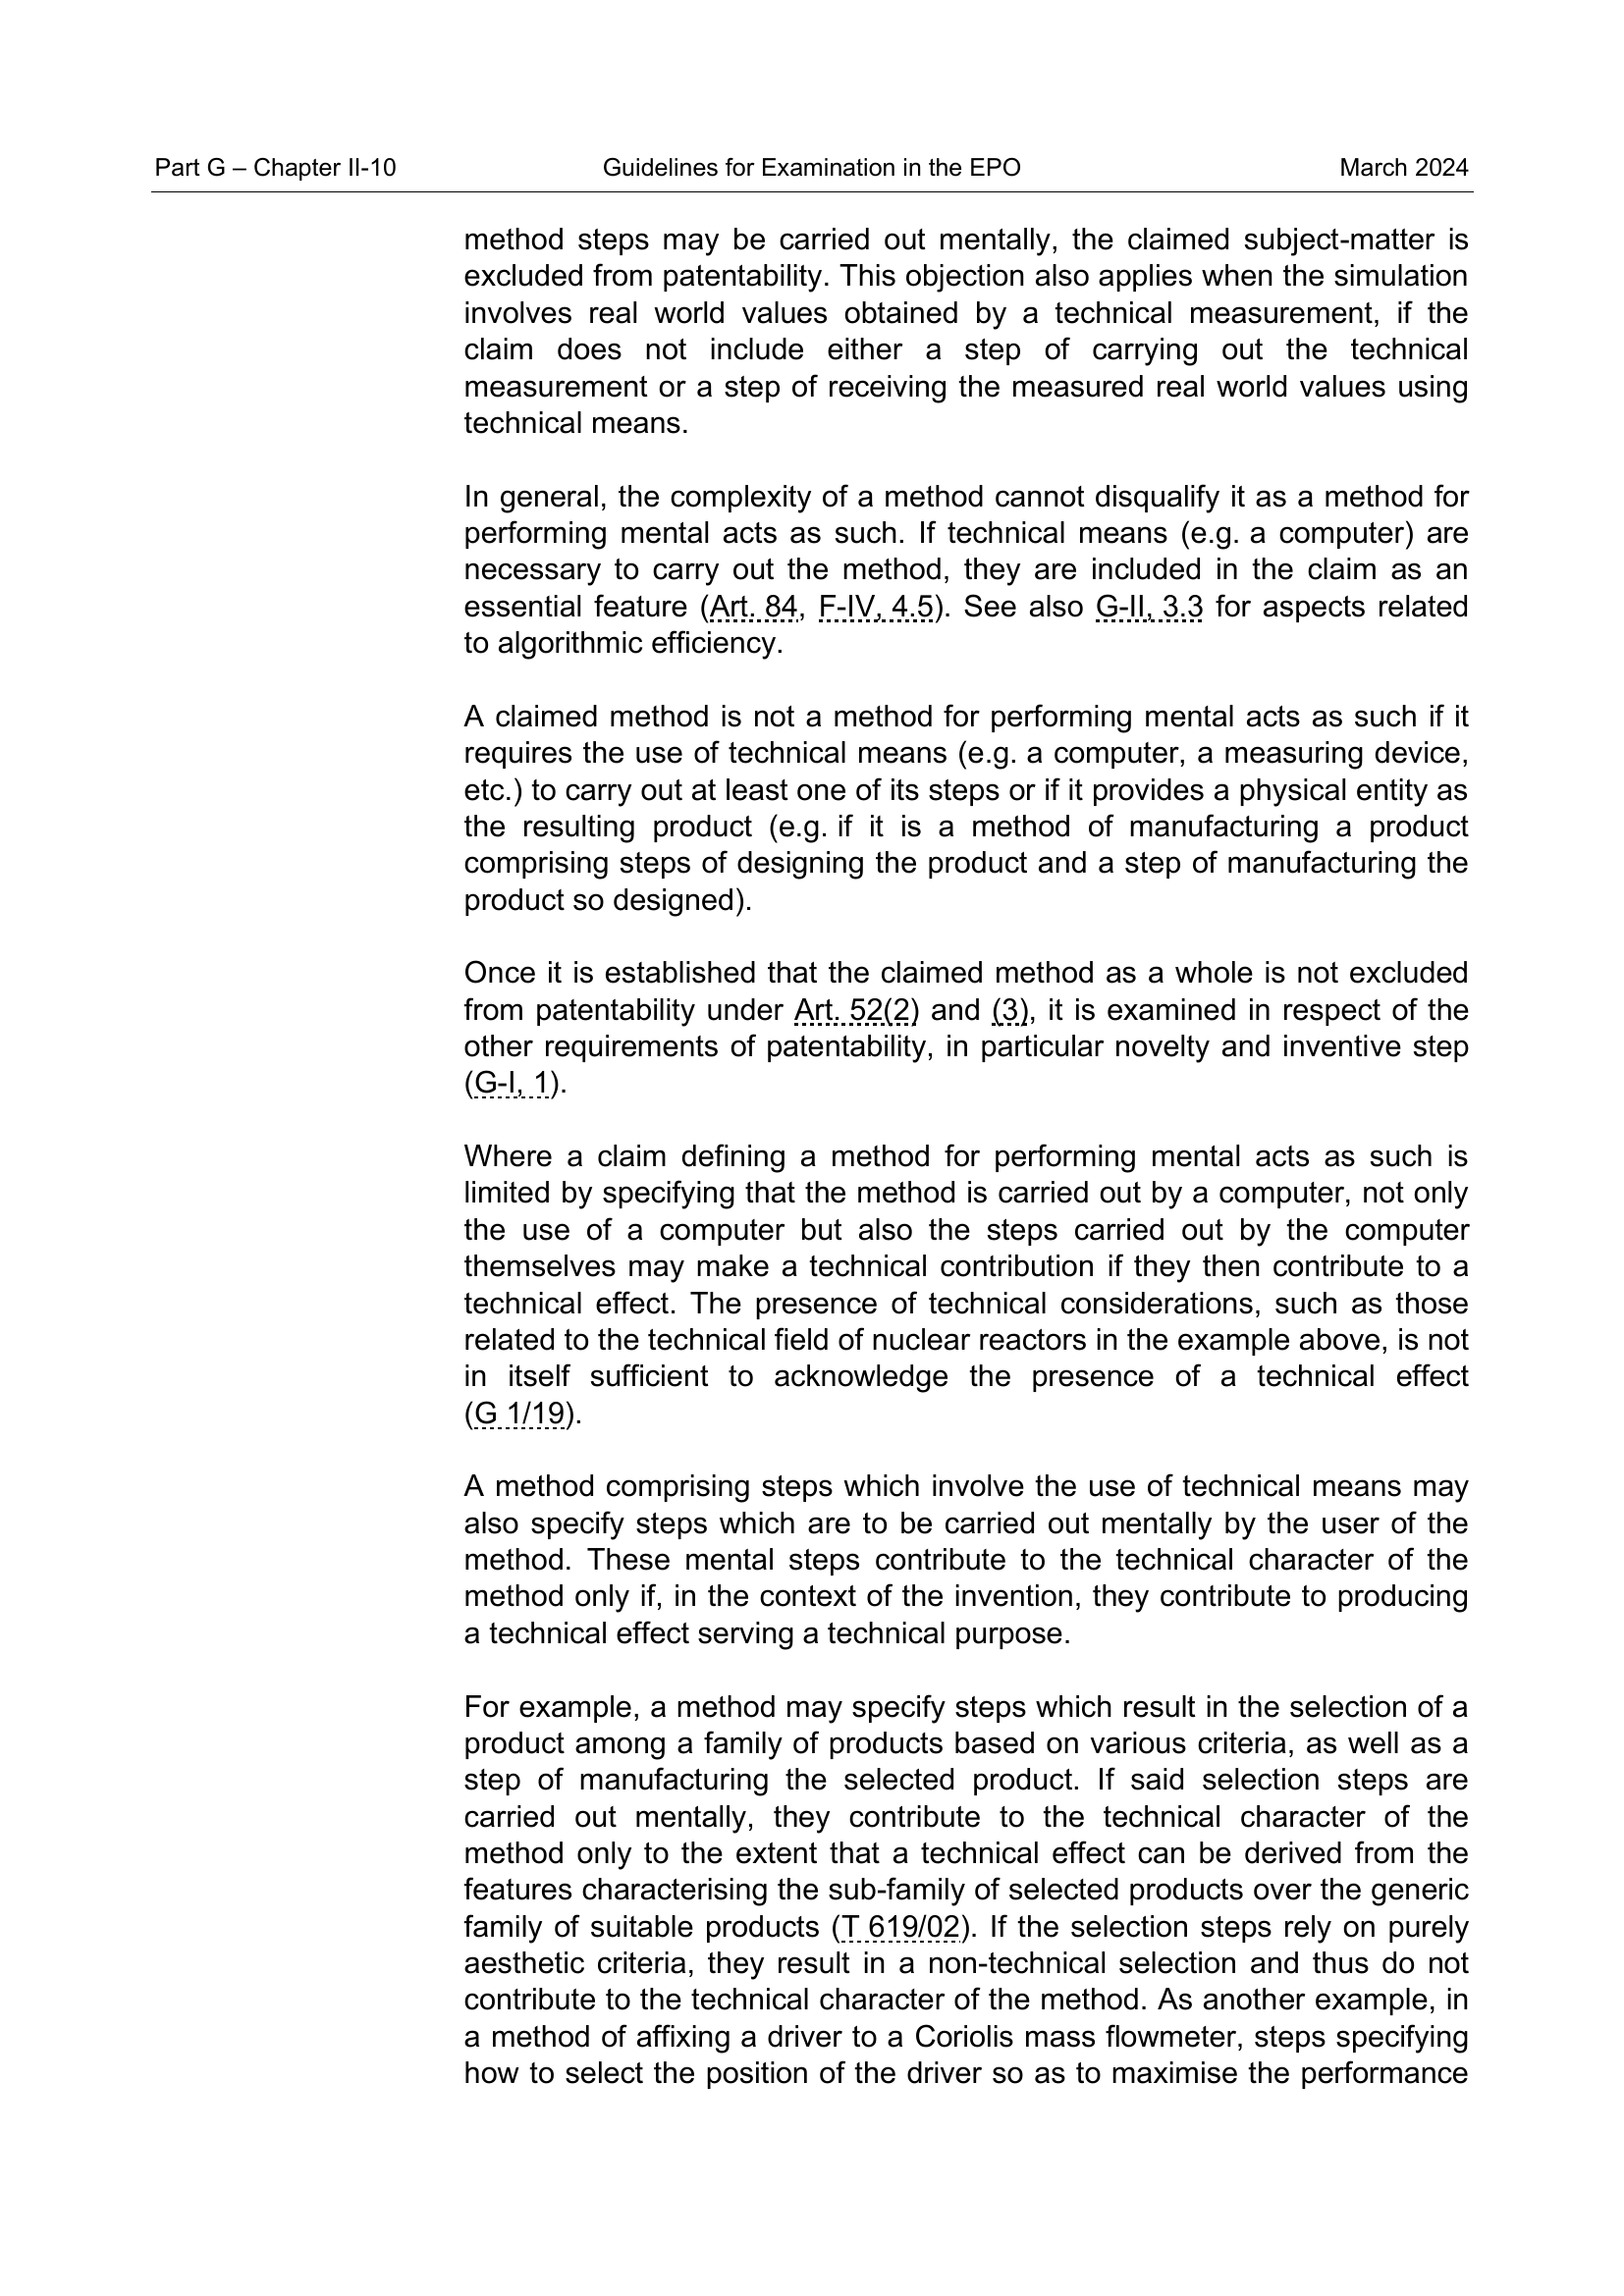 Part G – Chapter II-10 Guidelines for Examination in the EPO March 2024
method steps may be carried out mentally, the claimed subject-matter is
excluded from patentability. This objection also applies when the simulation
involves real world values obtained by a technical measurement, if the
claim does not include either a step of carrying out the technical
measurement or a step of receiving the measured real world values using
technical means.
In general, the complexity of a method cannot disqualify it as a method for
performing mental acts as such. If technical means (e.g. a computer) are
necessary to carry out the method, they are included in the claim as an
essential feature (Art. 84, F-IV, 4.5). See also G-II, 3.3 for aspects related
to algorithmic efficiency.
A claimed method is not a method for performing mental acts as such if it
requires the use of technical means (e.g. a computer, a measuring device,
etc.) to carry out at least one of its steps or if it provides a physical entity as
the resulting product (e.g. if it is a method of manufacturing a product
comprising steps of designing the product and a step of manufacturing the
product so designed).
Once it is established that the claimed method as a whole is not excluded
from patentability under Art. 52(2) and (3), it is examined in respect of the
other requirements of patentability, in particular novelty and inventive step
(G-I, 1).
Where a claim defining a method for performing mental acts as such is
limited by specifying that the method is carried out by a computer, not only
the use of a computer but also the steps carried out by the computer
themselves may make a technical contribution if they then contribute to a
technical effect. The presence of technical considerations, such as those
related to the technical field of nuclear reactors in the example above, is not
in itself sufficient to acknowledge the presence of a technical effect
(G 1/19).
A method comprising steps which involve the use of technical means may
also specify steps which are to be carried out mentally by the user of the
method. These mental steps contribute to the technical character of the
method only if, in the context of the invention, they contribute to producing
a technical effect serving a technical purpose.
For example, a method may specify steps which result in the selection of a
product among a family of products based on various criteria, as well as a
step of manufacturing the selected product. If said selection steps are
carried out mentally, they contribute to the technical character of the
method only to the extent that a technical effect can be derived from the
features characterising the sub-family of selected products over the generic
family of suitable products (T 619/02). If the selection steps rely on purely
aesthetic criteria, they result in a non-technical selection and thus do not
contribute to the technical character of the method. As another example, in
a method of affixing a driver to a Coriolis mass flowmeter, steps specifying
how to select the position of the driver so as to maximise the performance